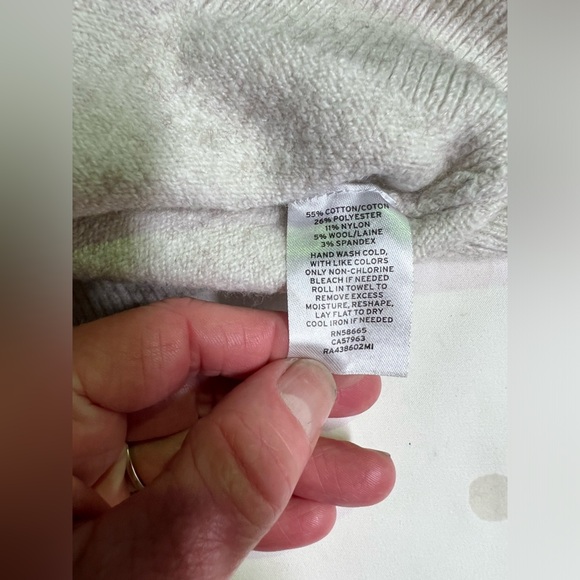 55% COTTON/COTON
26% POLYESTER
11% NYLON
5% WOOL/LAINE
3% SPANDEX
HAND WASH COLD,
WITH LIKE COLORS
ONLY NON-CHLORINE
BLEACH IF NEEDED
ROLL IN TOWEL TO
REMOVE EXCESS
MOISTURE, RESHAPE,
LAY FLAT TO DRY
COOL IRON IF NEEDED
RN58665
CA57963
RA438602MI